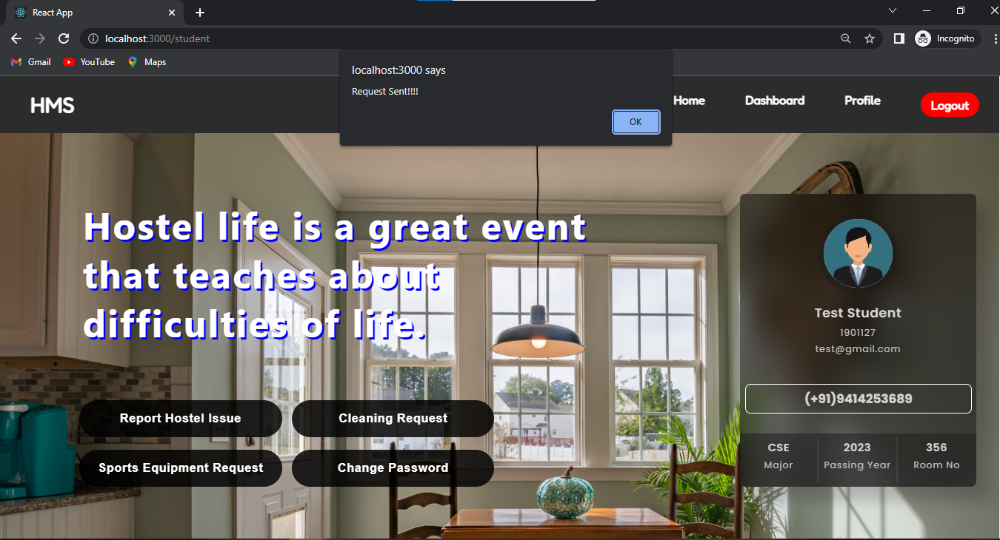 React App
localhost:3000/student
Incognito
Gmail
YouTube
Maps
localhost:3000 says
Request Sent!!!!
OK
HMS
Home
Dashboard
Profile
Logout
Hostel life is a great event
that teaches about
difficulties of life.
Report Hostel Issue
Cleaning Request
Sports Equipment Request
Change Password
Test Student
1901127
test@gmail.com
(+91)9414253689
CSE
2023
356
Major
Passing Year
Room No